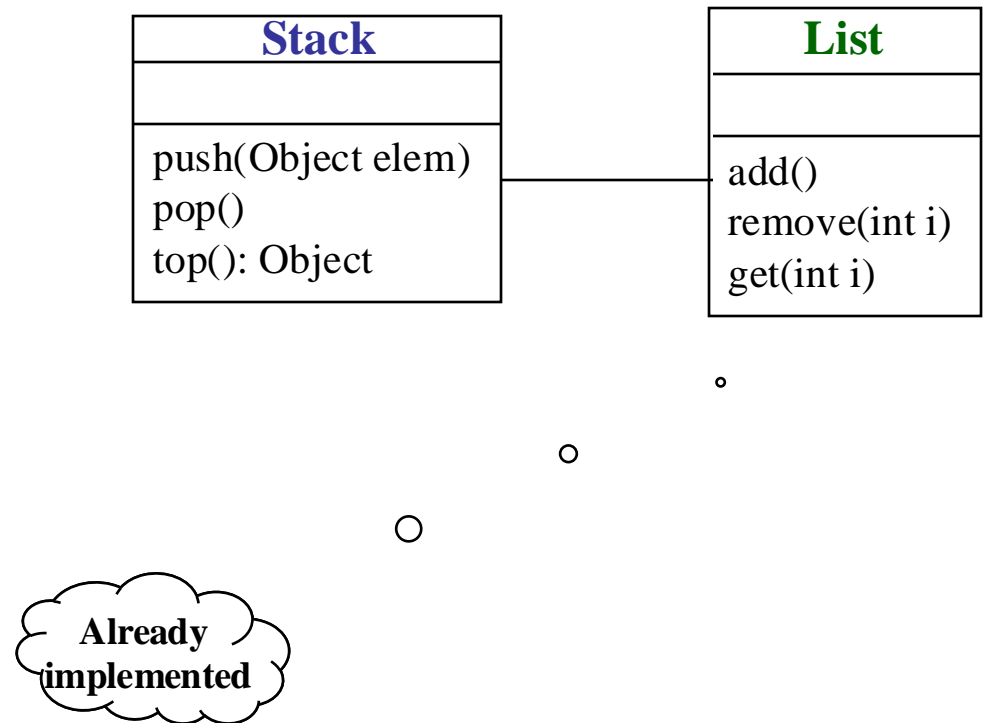 Stack
push(Object elem)
pop()
top(): Object
List
add()
remove(int i)
get(int i)
Already
implemented